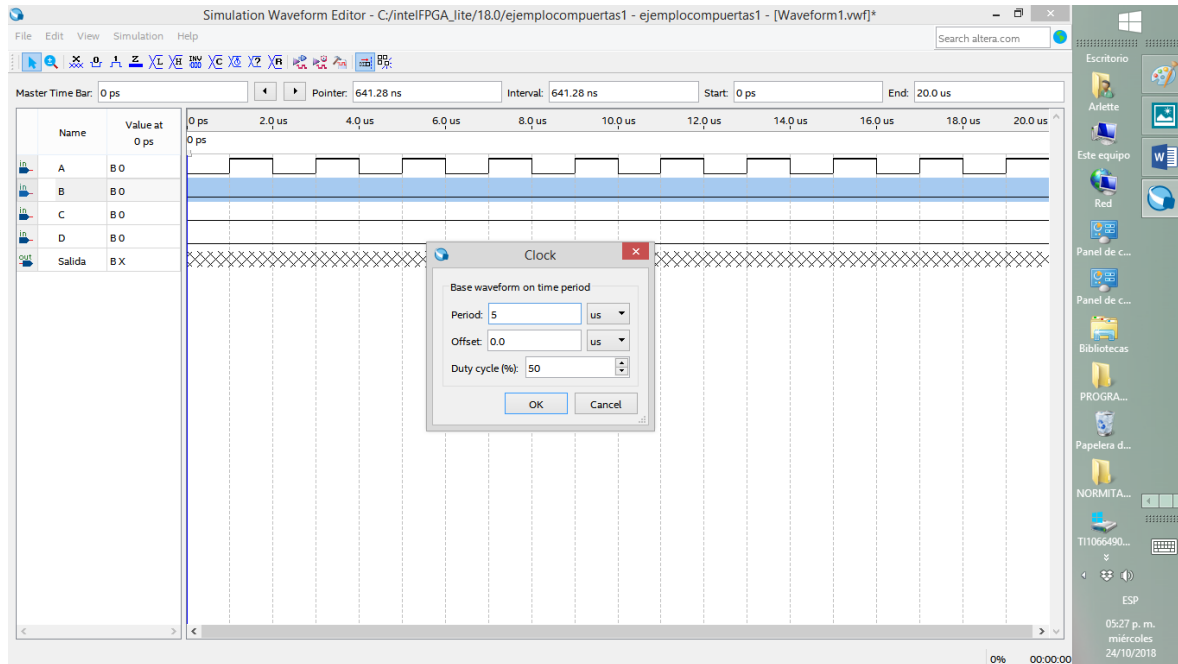 Simulation Waveform Editor - C:/intelFPGA_lite/18.0/ejemplocompuertas1 - ejemplocompuertas1 - [Waveform1.vwf]*
File Edit View Simulation Help
Search altera.com
Master Time Bar: 0 ps Pointer: 641.28 ns Interval: 641.28 ns Start: 0 ps End: 20.0 us
Name Value at 0 ps
0 ps 2.0 us 4.0 us 6.0 us 8.0 us 10.0 us 12.0 us 14.0 us 16.0 us 18.0 us 20.0 us
0 ps
in A B 0
in B B 0
in C B 0
in D B 0
out Salida B X
Clock
Base waveform on time period
Period: 5 us
Offset: 0.0 us
Duty cycle (%): 50
OK Cancel
0% 00:00:00
Escritorio
Arlette
Este equipo
Red
Panel de c...
Panel de c...
Bibliotecas
PROGRA...
Papelera d...
NORMITA...
TI1066490...
ESP
05:27 p. m.
miércoles
24/10/2018